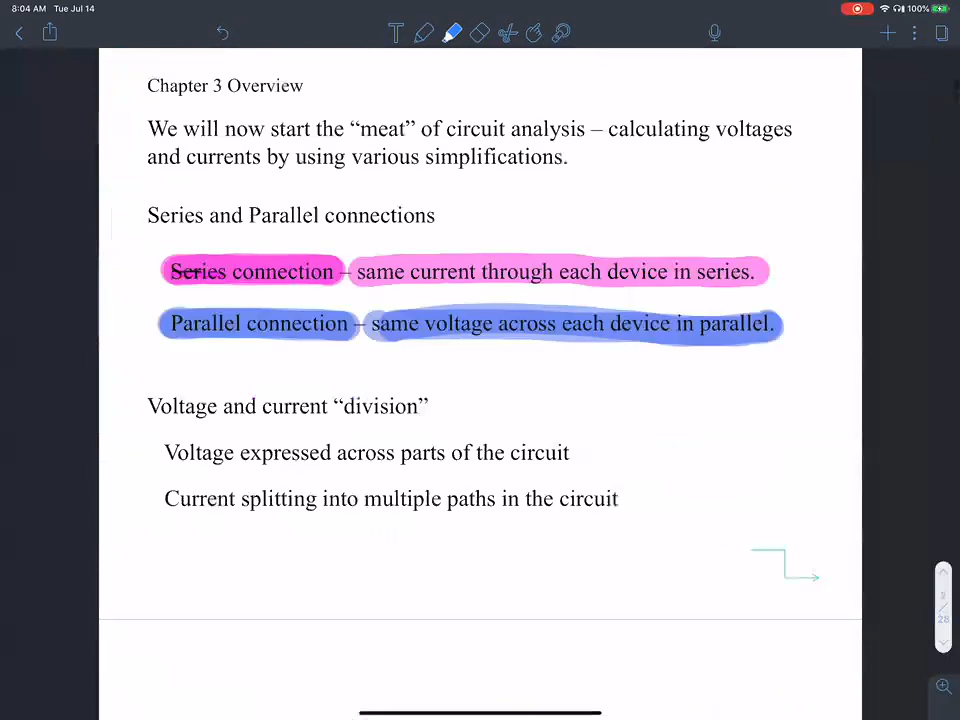 8:04 AM Tue Jul 14
100%
Chapter 3 Overview
We will now start the “meat” of circuit analysis – calculating voltages
and currents by using various simplifications.
Series and Parallel connections
Series connection – same current through each device in series.
Parallel connection – same voltage across each device in parallel.
Voltage and current “division”
Voltage expressed across parts of the circuit
Current splitting into multiple paths in the circuit
28